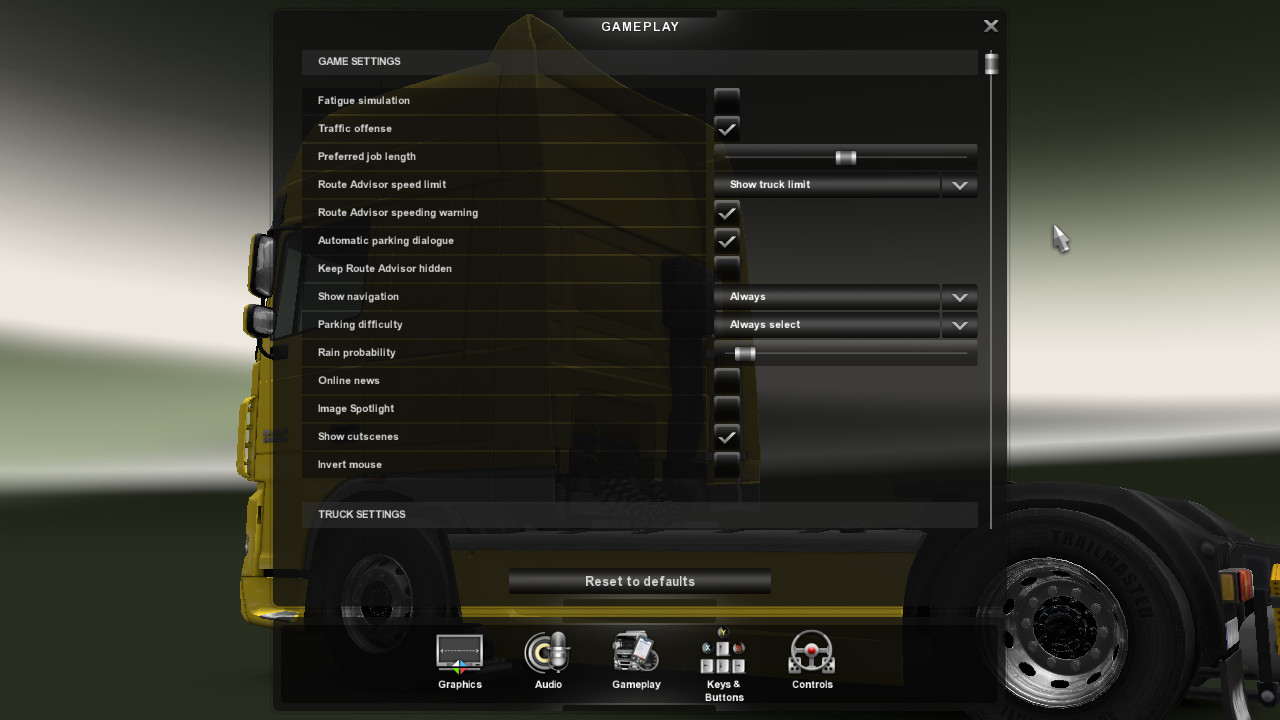 GAMEPLAY
GAME SETTINGS
Fatigue simulation
Traffic offense
Preferred job length
Route Advisor speed limit
Show truck limit
Route Advisor speeding warning
Automatic parking dialogue
Keep Route Advisor hidden
Show navigation
Always
Parking difficulty
Always select
Rain probability
Online news
Image Spotlight
Show cutscenes
Invert mouse
TRUCK SETTINGS
TRAILMASTER
Reset to defaults
Graphics
Audio
Gameplay
Keys &
Buttons
Controls